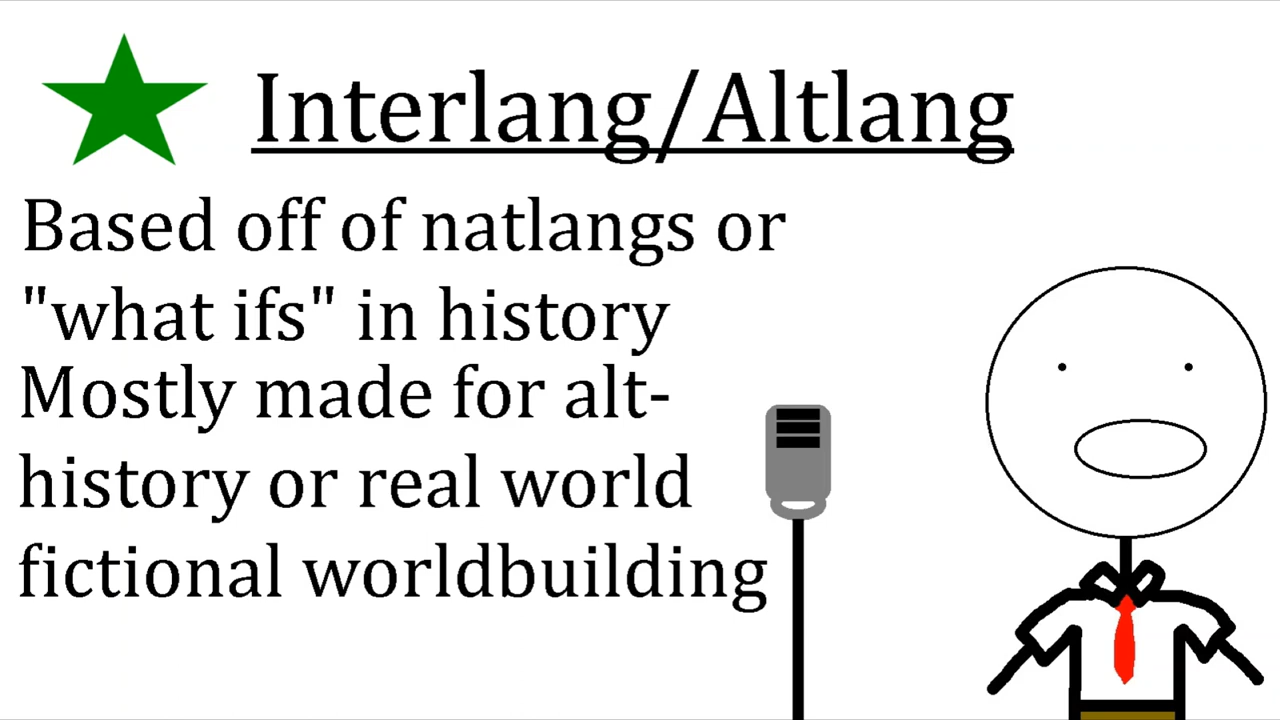 Interlang/Altlang
Based off of natlangs or
"what ifs" in history
Mostly made for alt-
history or real world
fictional worldbuilding